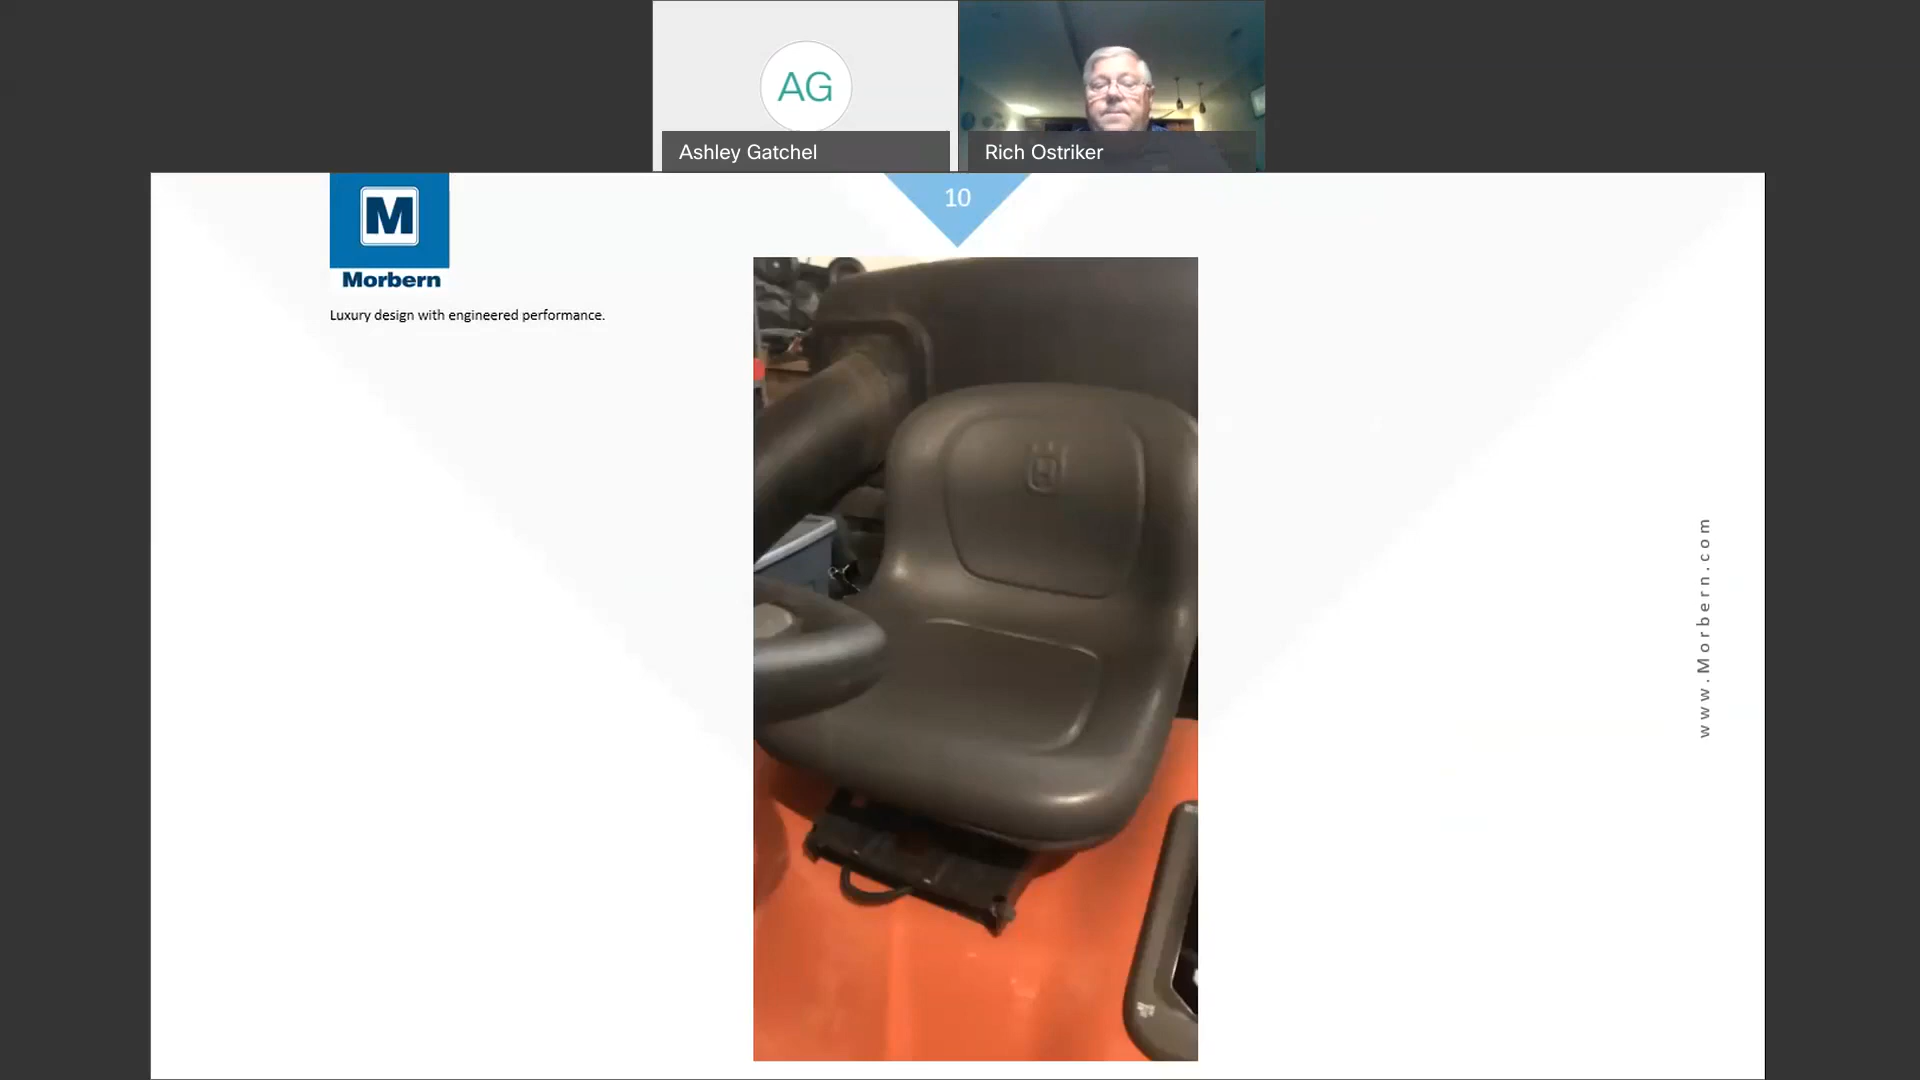 AG
Ashley Gatchel
Rich Ostriker
M
10
Morbern
Luxury design with engineered performance.
www.Morbern.com
H